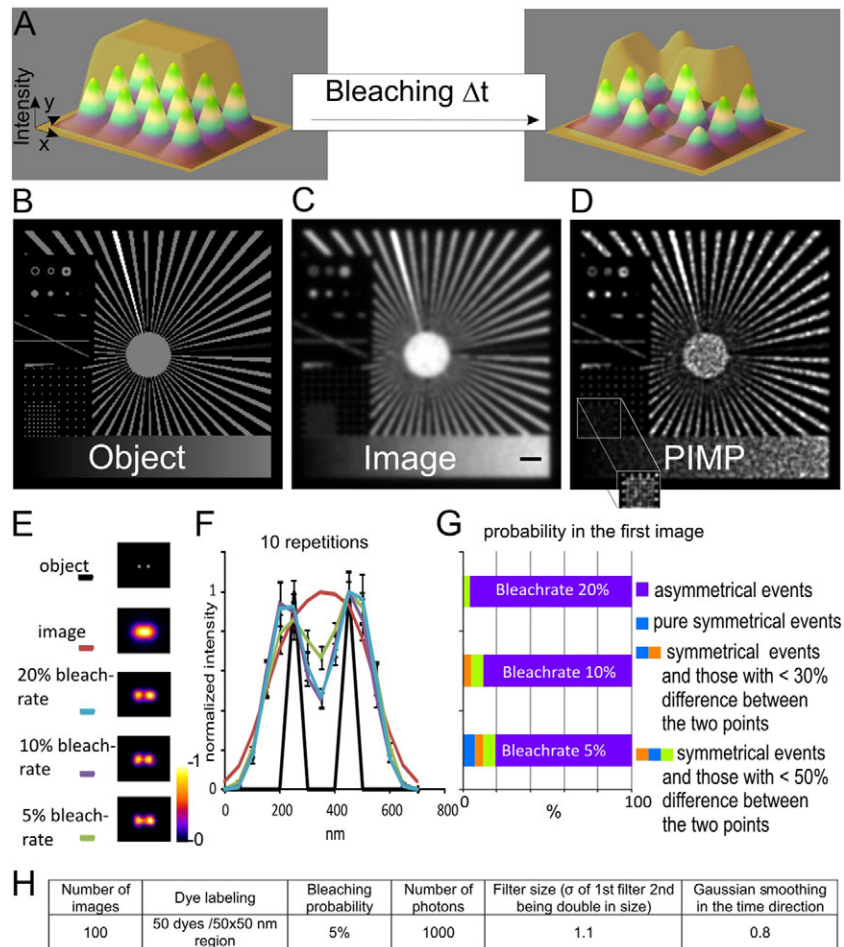 A
Intensity
y
x
Bleaching Δt
B
C
D
Object
Image
PIMP
E
object
image
20% bleach-
rate
10% bleach-
rate
5% bleach-
rate
1
0
F
10 repetitions
normalized intensity
1
0
0 200 400 600 800
nm
G
probability in the first image
Bleachrate 20%
Bleachrate 10%
Bleachrate 5%
0 100
%
asymmetrical events
pure symmetrical events
symmetrical events
and those with < 30%
difference between
the two points
symmetrical events
and those with < 50%
difference between
the two points
H
Number of images
Dye labeling
Bleaching probability
Number of photons
Filter size (σ of 1st filter 2nd being double in size)
Gaussian smoothing in the time direction
100
50 dyes /50x50 nm region
5%
1000
1.1
0.8